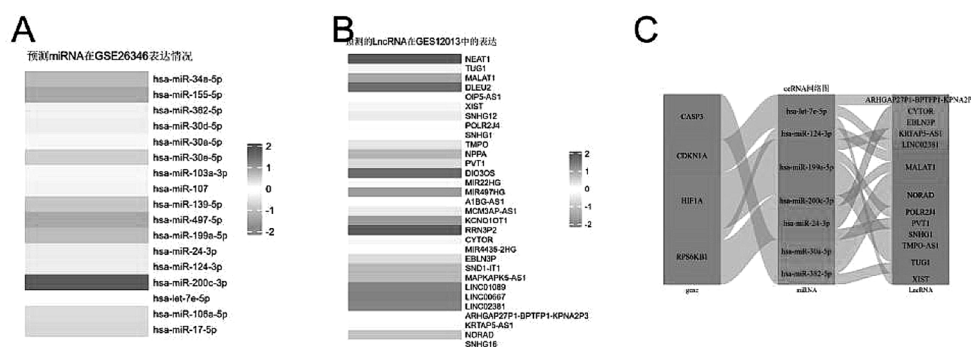 A
预测miRNA在GSE26346表达情况
hsa-miR-34a-5p
hsa-miR-155-5p
hsa-miR-382-5p
hsa-miR-30d-5p
hsa-miR-30a-5p
hsa-miR-30e-5p
hsa-miR-103a-3p
hsa-miR-107
hsa-miR-139-5p
hsa-miR-497-5p
hsa-miR-199a-5p
hsa-miR-24-3p
hsa-miR-124-3p
hsa-miR-200c-3p
hsa-let-7e-5p
hsa-miR-106a-5p
hsa-miR-17-5p
2
1
0
-1
-2
B
预测的LncRNA在GES12013中的表达
NEAT1
TUG1
MALAT1
DLEU2
OIP5-AS1
XIST
SNHG12
POLR2J4
SNHG1
TMPO
NPPA
PVT1
DIO3OS
MIR22HG
MIR497HG
A1BG-AS1
MCM3AP-AS1
KCNQ1OT1
RRN3P2
CYTOR
MIR4435-2HG
EBLN3P
SND1-IT1
MAPKAPK5-AS1
LINC01089
LINC00667
LINC02381
ARHGAP27P1-BPTFP1-KPNA2P3
KRTAP5-AS1
NORAD
SNHG16
2
1
0
-1
-2
C
ceRNA网络图
CASP3
CDKN1A
HIF1A
RPS6KB1
gene
hsa-let-7e-5p
hsa-miR-124-3p
hsa-miR-199a-5p
hsa-miR-200c-3p
hsa-miR-24-3p
hsa-miR-30a-5p
hsa-miR-382-5p
miRNA
ARHGAP27P1-BPTFP1-KPNA2P
CYTOR
EBLN3P
KRTAP5-AS1
LINC02381
MALAT1
NORAD
POLR2J4
PVT1
SNHG1
TMPO-AS1
TUG1
XIST
LncRNA